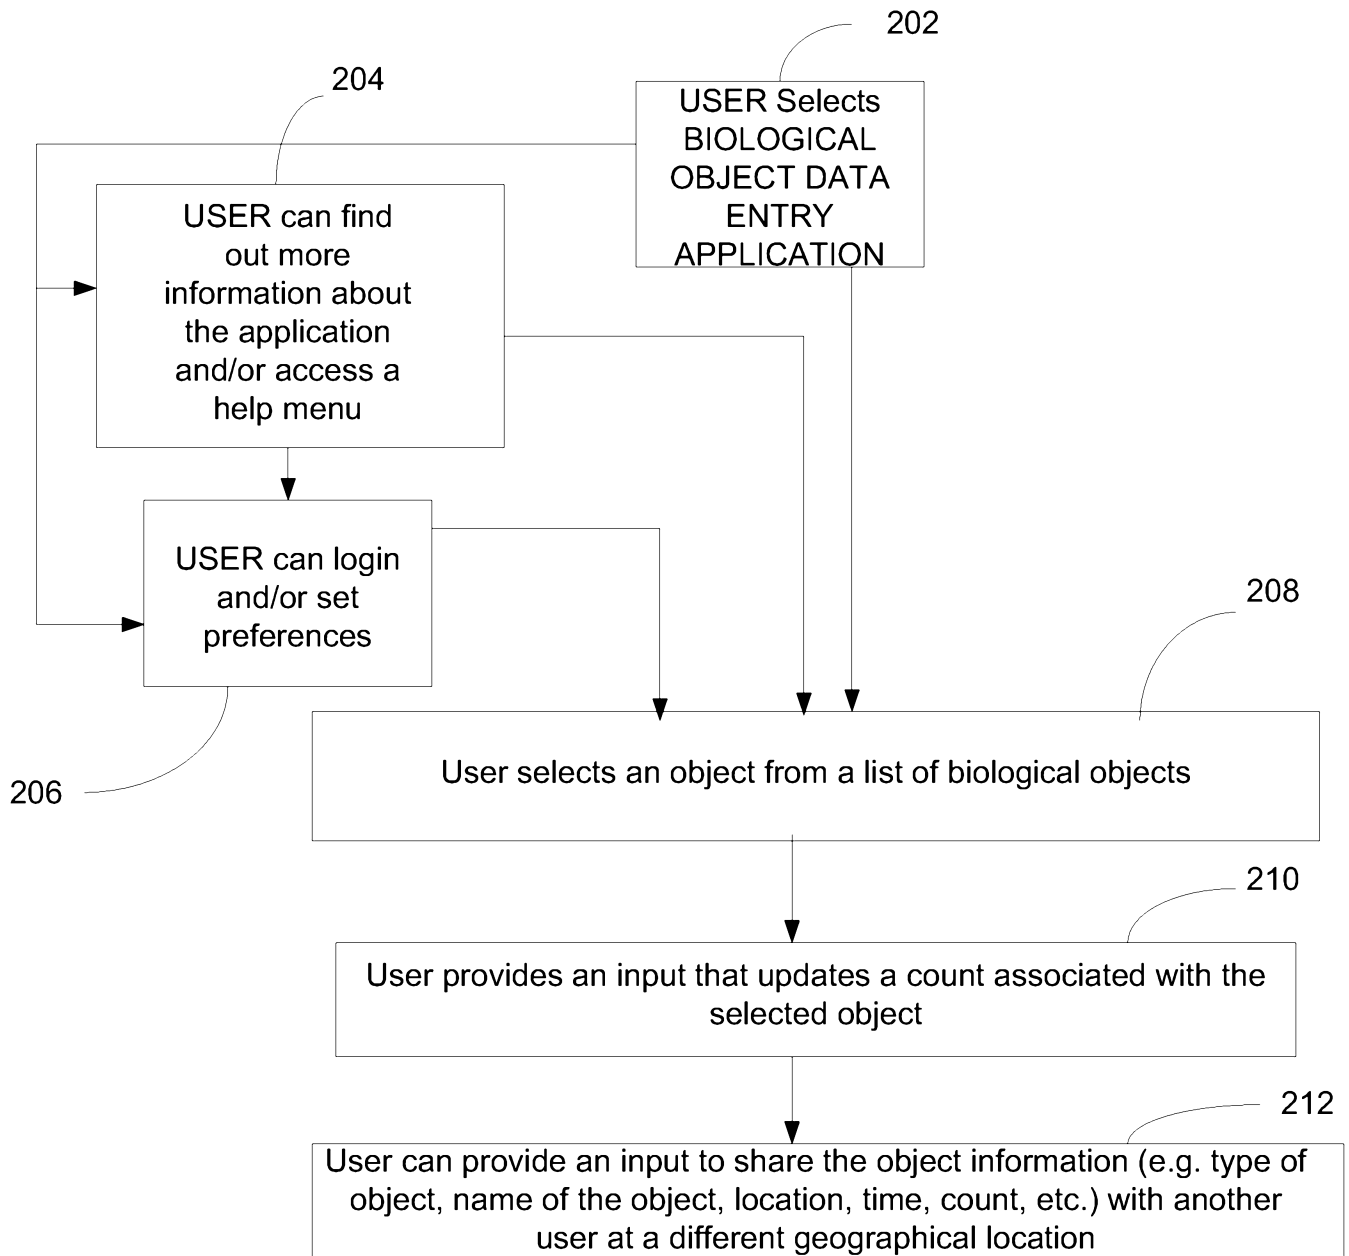 202
USER Selects
BIOLOGICAL
OBJECT DATA
ENTRY
APPLICATION
204
USER can find
out more
information about
the application
and/or access a
help menu
USER can login
and/or set
preferences
206
208
User selects an object from a list of biological objects
210
User provides an input that updates a count associated with the
selected object
212
User can provide an input to share the object information (e.g. type of
object, name of the object, location, time, count, etc.) with another
user at a different geographical location